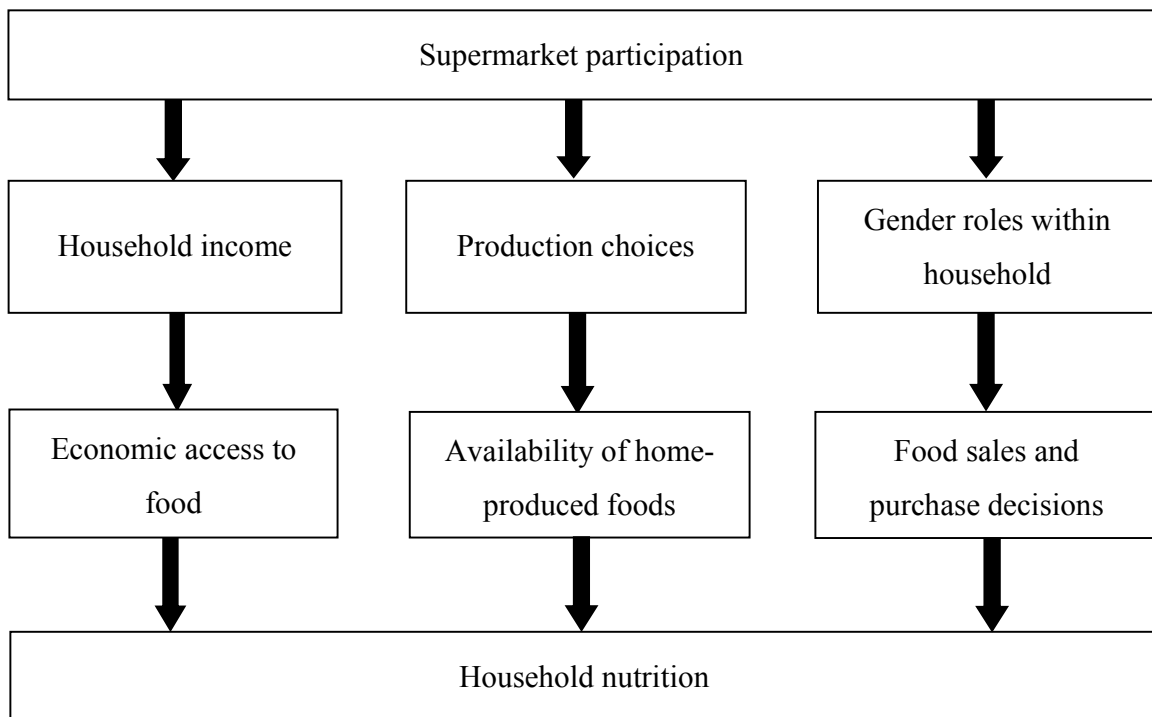 Supermarket participation
Household income
Production choices
Gender roles within
household
Economic access to
food
Availability of home-
produced foods
Food sales and
purchase decisions
Household nutrition